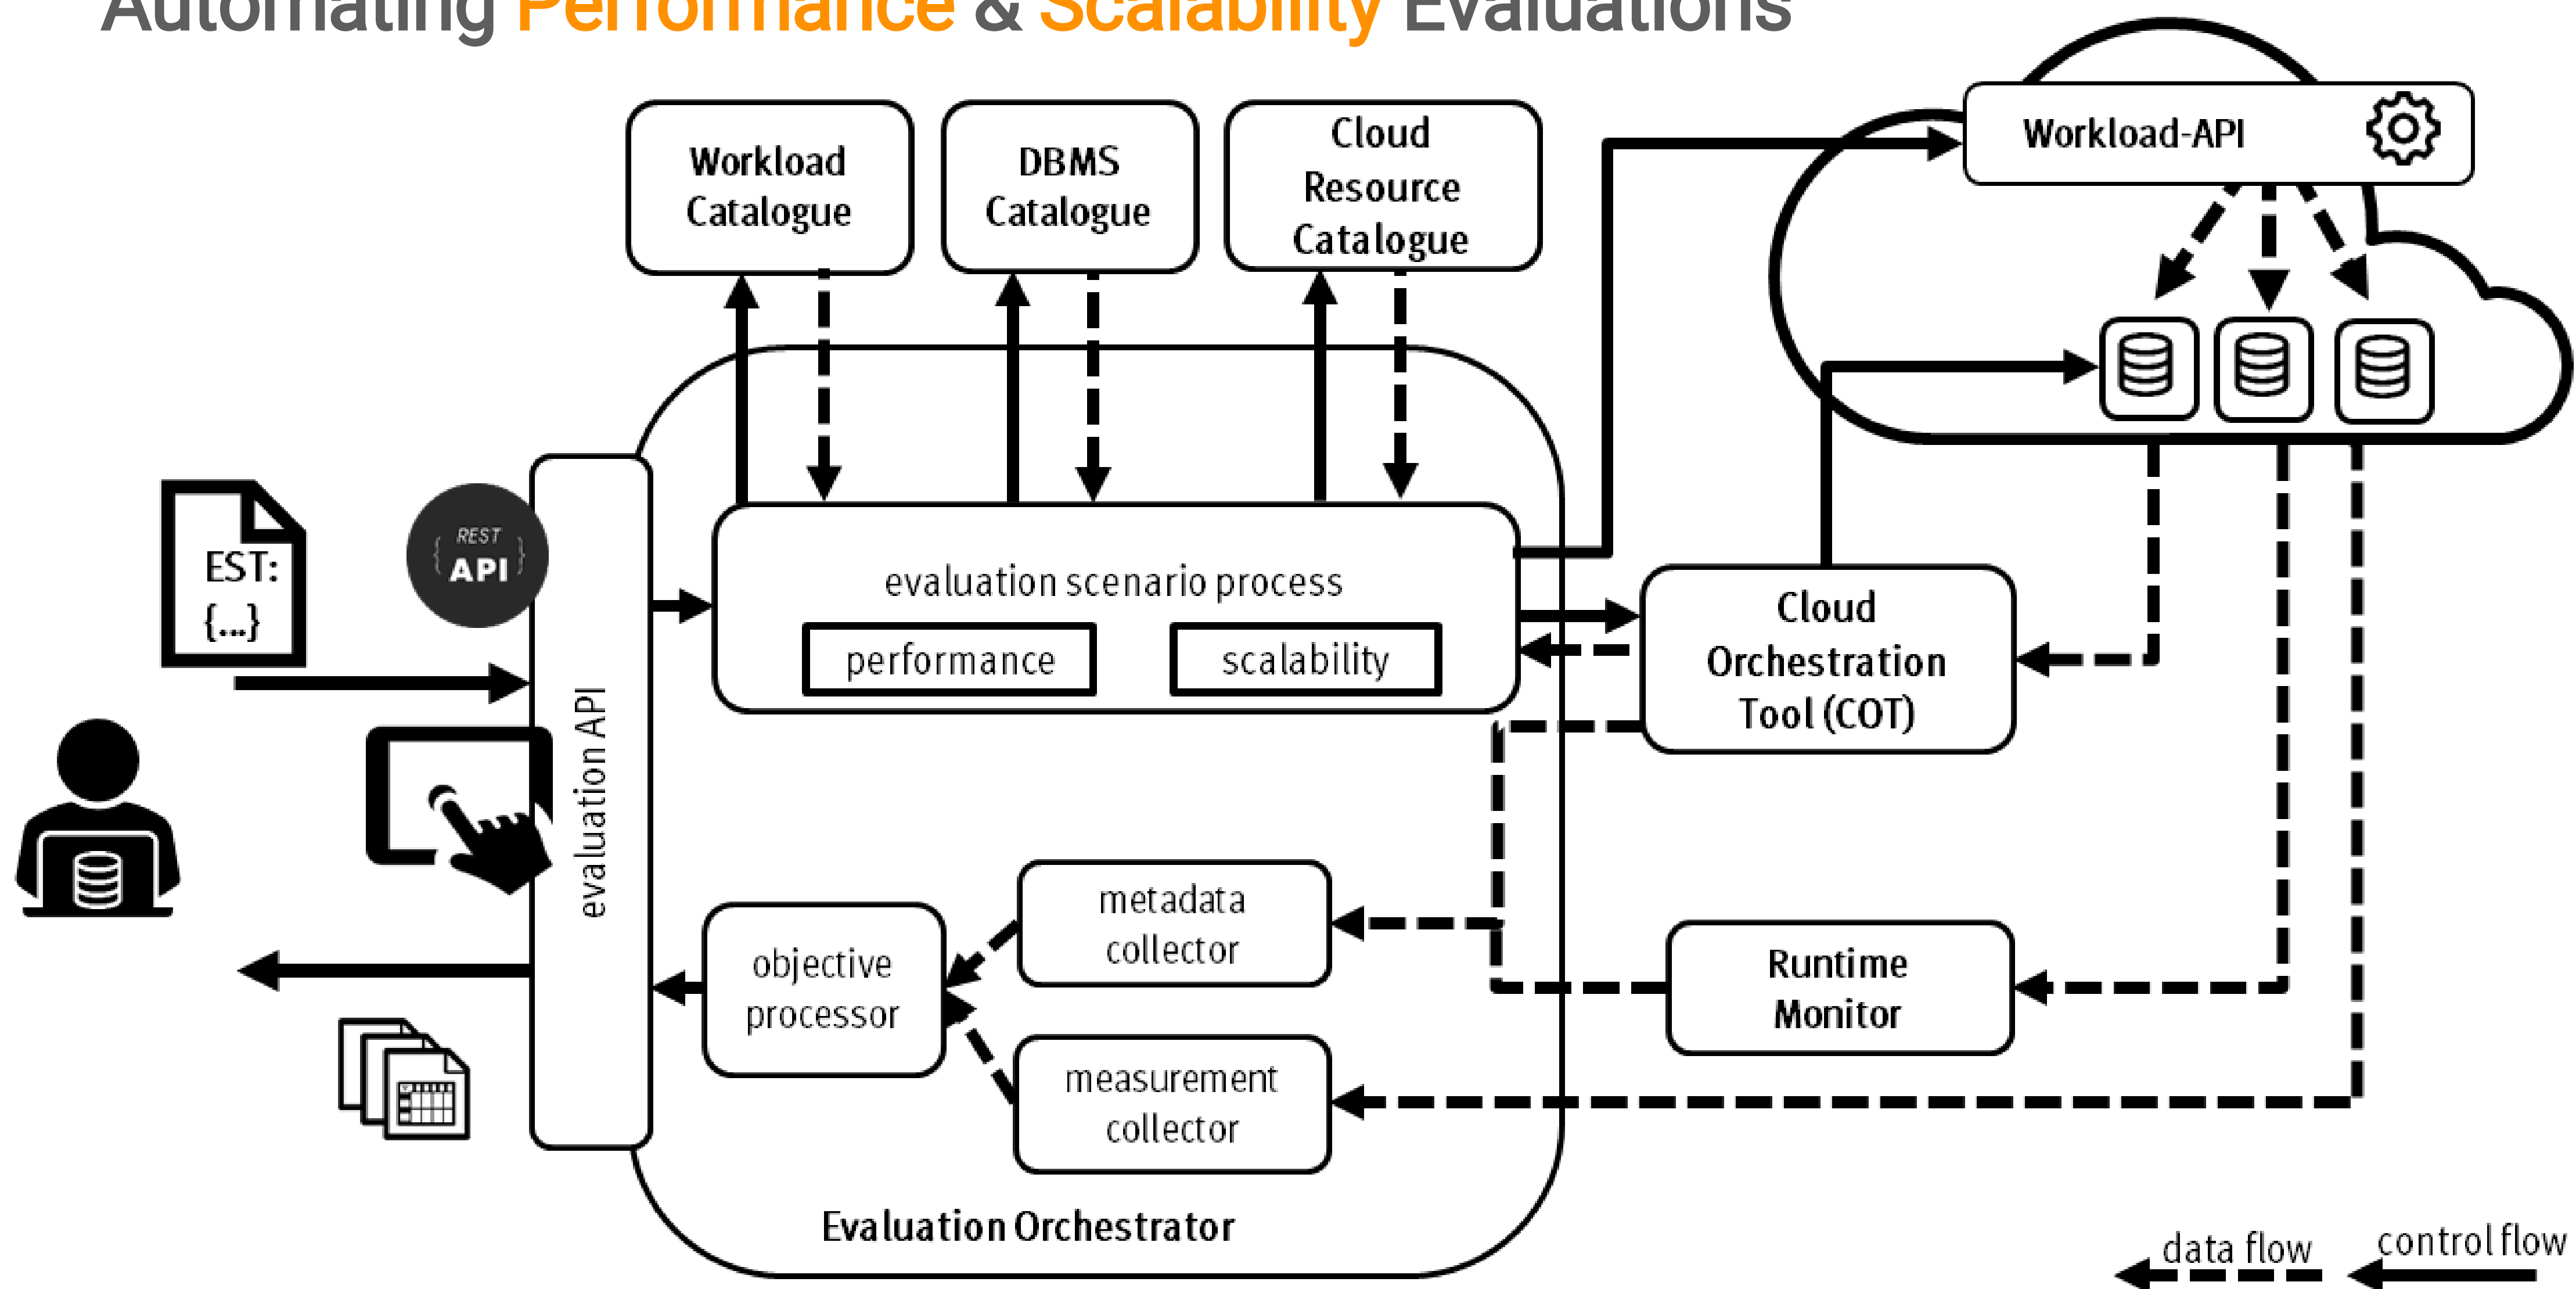 Automating Performance & Scalability Evaluations
Workload
Catalogue
DBMS
Catalogue
Cloud
Resource
Catalogue
Workload-API
EST:
{...}
{ REST
API }
evaluation API
evaluation scenario process
performance
scalability
Cloud
Orchestration
Tool (COT)
objective
processor
metadata
collector
measurement
collector
Runtime
Monitor
Evaluation Orchestrator
data flow
control flow